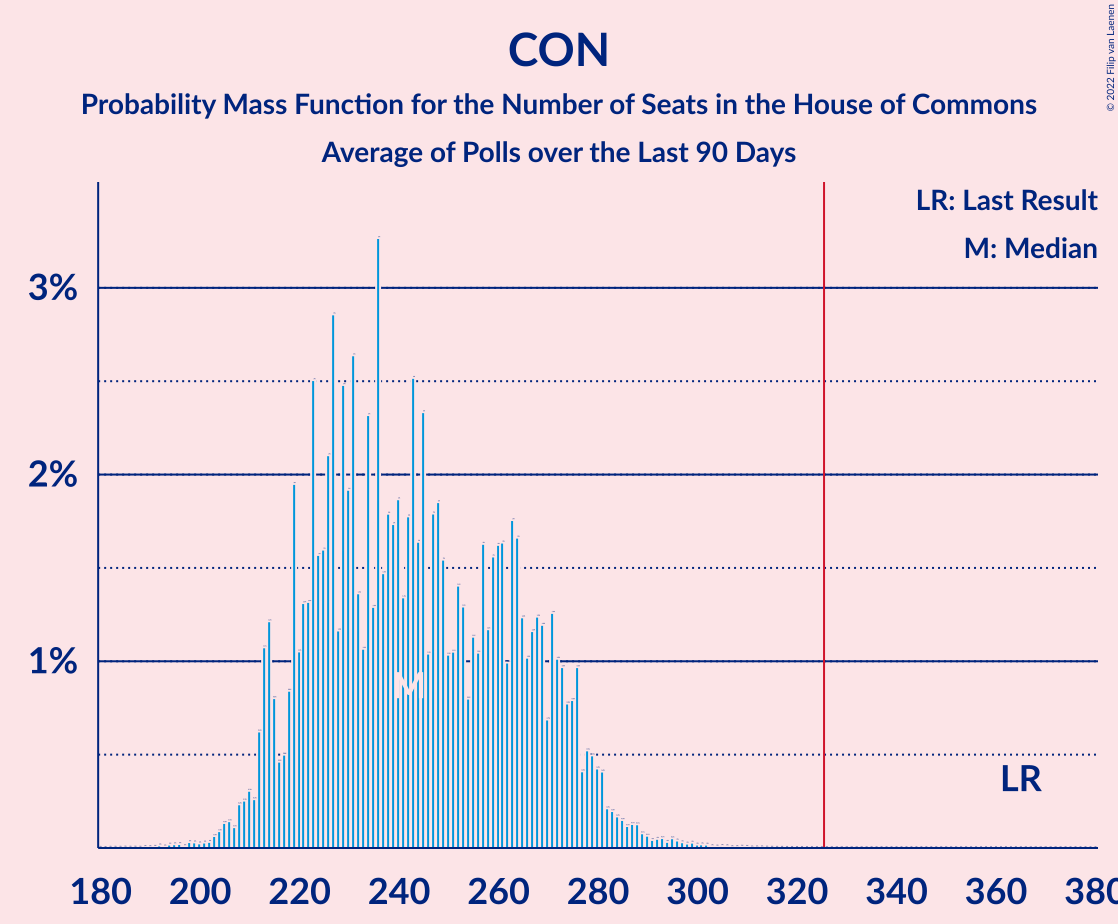 CON
Probability Mass Function for the Number of Seats in the House of Commons
Average of Polls over the Last 90 Days
© 2022 Filip van Laenen
LR: Last Result
M: Median
3%
2%
1%
M
LR
180 200 220 240 260 280 300 320 340 360 380